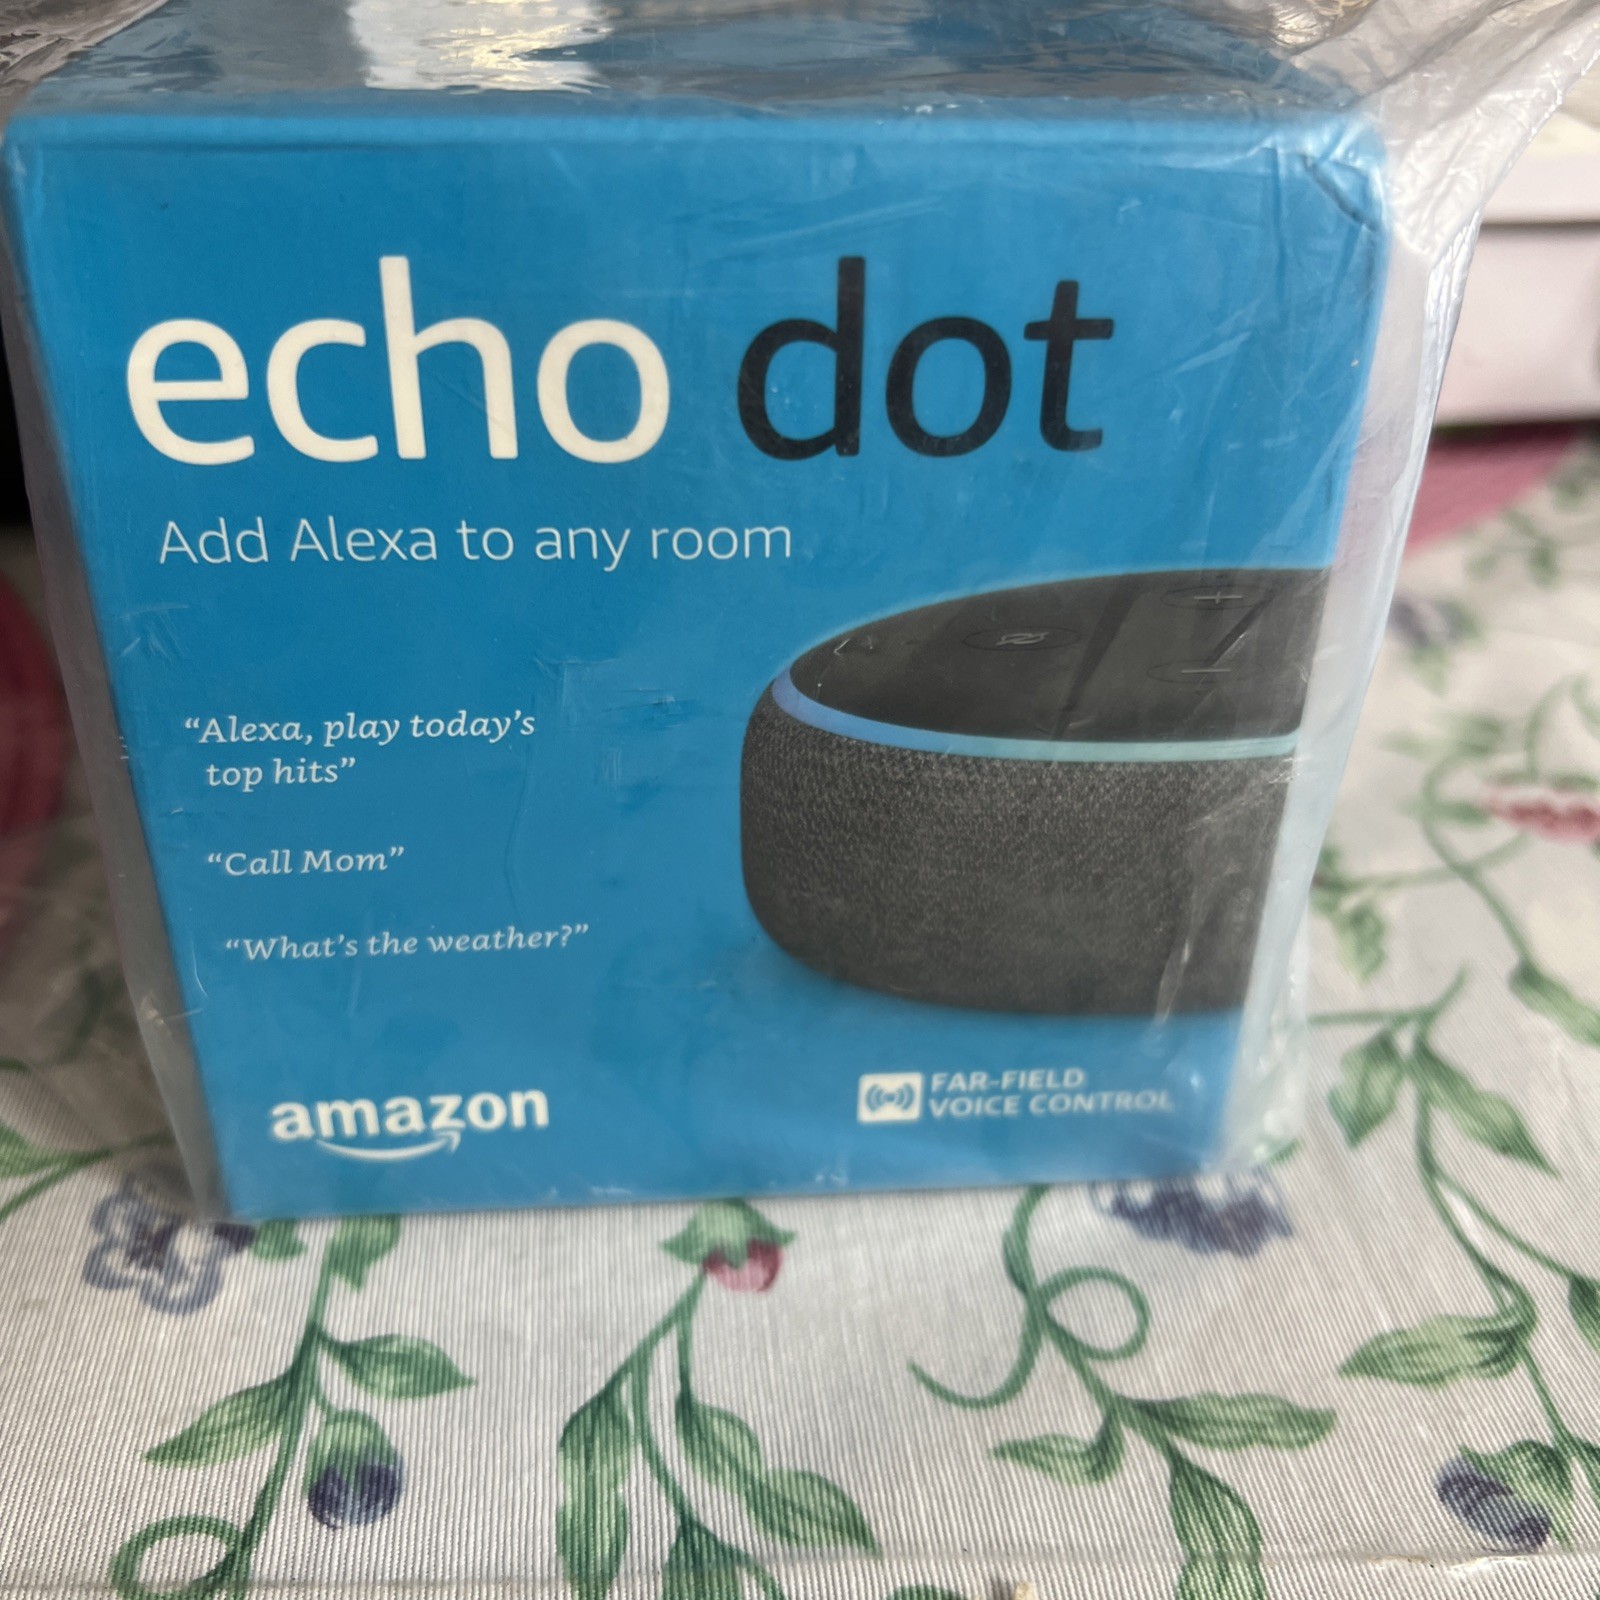 echo dot
Add Alexa to any room
“Alexa, play today’s
top hits”
“Call Mom”
“What’s the weather?”
amazon
FAR-FIELD
VOICE CONTROL